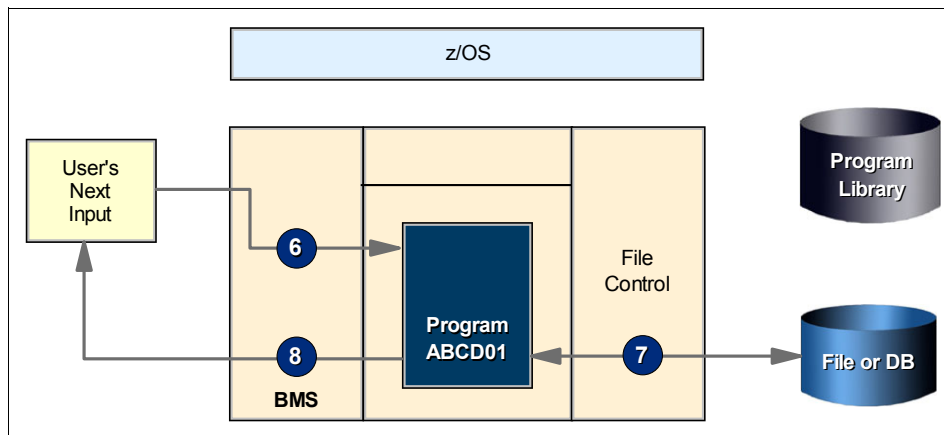 z/OS
User's
Next
Input
Program
Library
6
File
Control
Program
ABCD01
8
7
File or DB
BMS